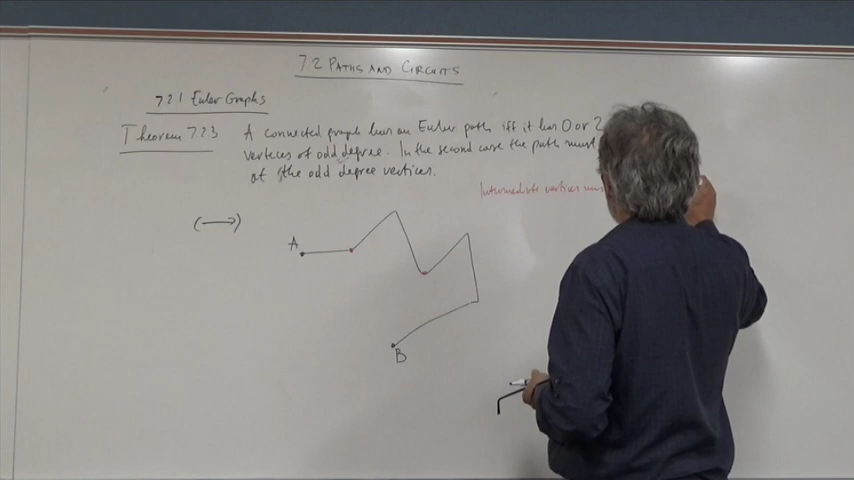 7.2 PATHS AND CIRCUITS
7.2.1 Euler Graphs
Theorem 7.2.3 A connected graph has an Euler path iff it has 0 or 2
vertices of odd degree. In the second case the path must
at the odd degree vertices.
Intermediate vertices mus
(→)
A
B